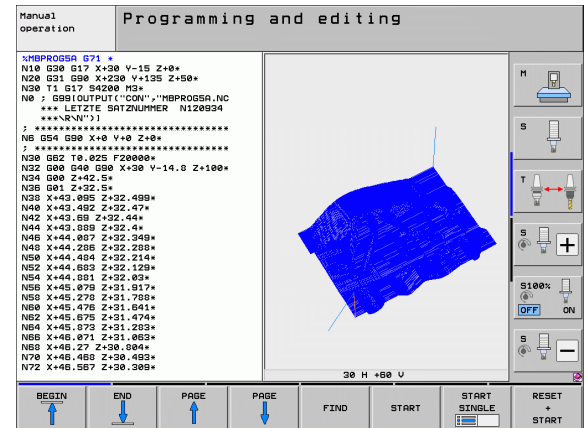 Manual
operation
Programming and editing
%MBPROG5A G71 *
N10 G30 G17 X+30 Y-15 Z+0*
N20 G31 G90 X+230 Y+135 Z+50*
N30 T1 G17 S4200 M3*
N0 ; G99[OUTPUT("CON","MBPROG5A.NC
*** LETZTE SATZNUMMER N120934
***\R\N")]
; *********************************
N6 G54 G90 X+0 Y+0 Z+0*
; *********************************
N30 G62 T0.025 F20000*
N32 G00 G40 G90 X+30 Y-14.8 Z+100*
N34 G00 Z+42.5*
N36 G01 Z+32.5*
N38 X+43.095 Z+32.499*
N40 X+43.492 Z+32.47*
N42 X+43.69 Z+32.44*
N44 X+43.889 Z+32.4*
N46 X+44.087 Z+32.349*
N48 X+44.286 Z+32.288*
N50 X+44.484 Z+32.214*
N52 X+44.683 Z+32.129*
N54 X+44.881 Z+32.03*
N56 X+45.079 Z+31.917*
N58 X+45.278 Z+31.788*
N60 X+45.476 Z+31.641*
N62 X+45.675 Z+31.474*
N64 X+45.873 Z+31.283*
N66 X+46.071 Z+31.063*
N68 X+46.27 Z+30.804*
N70 X+46.468 Z+30.493*
N72 X+46.567 Z+30.309*
30 H +60 V
M
S
T
S
+
S100%
OFF ON
S
−
BEGIN
END
PAGE
PAGE
FIND
START
START
SINGLE
RESET
+
START